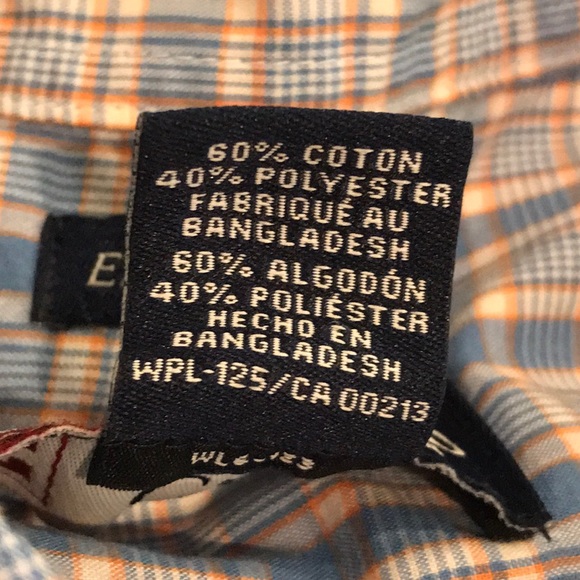 60% COTON
40% POLYESTER
FABRIQUÉ AU
BANGLADESH
60% ALGODÓN
40% POLIÉSTER
HECHO EN
BANGLADESH
WPL-125/CA 00213